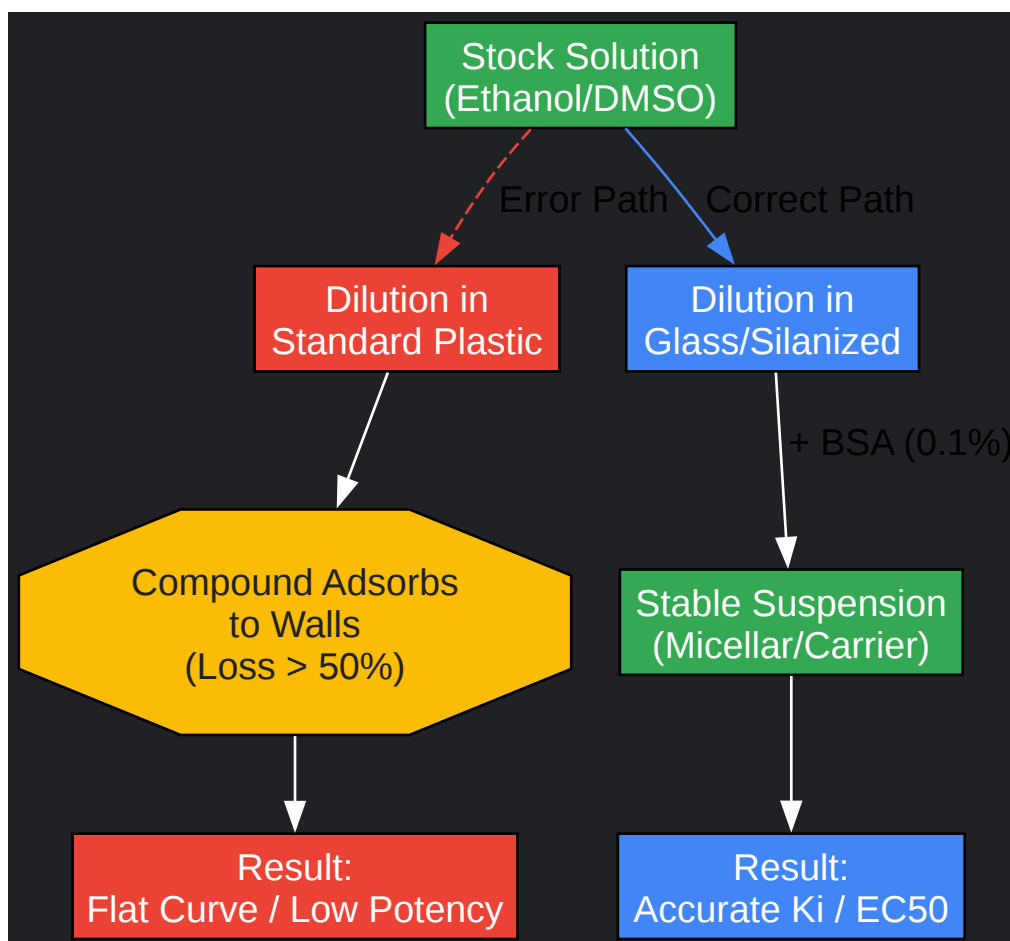 Stock Solution
(Ethanol/DMSO)
Error Path
Correct Path
Dilution in
Standard Plastic
Dilution in
Glass/Silanized
+ BSA (0.1%)
Compound Adsorbs
to Walls
(Loss > 50%)
Stable Suspension
(Micellar/Carrier)
Result:
Flat Curve / Low Potency
Result:
Accurate Ki / EC50